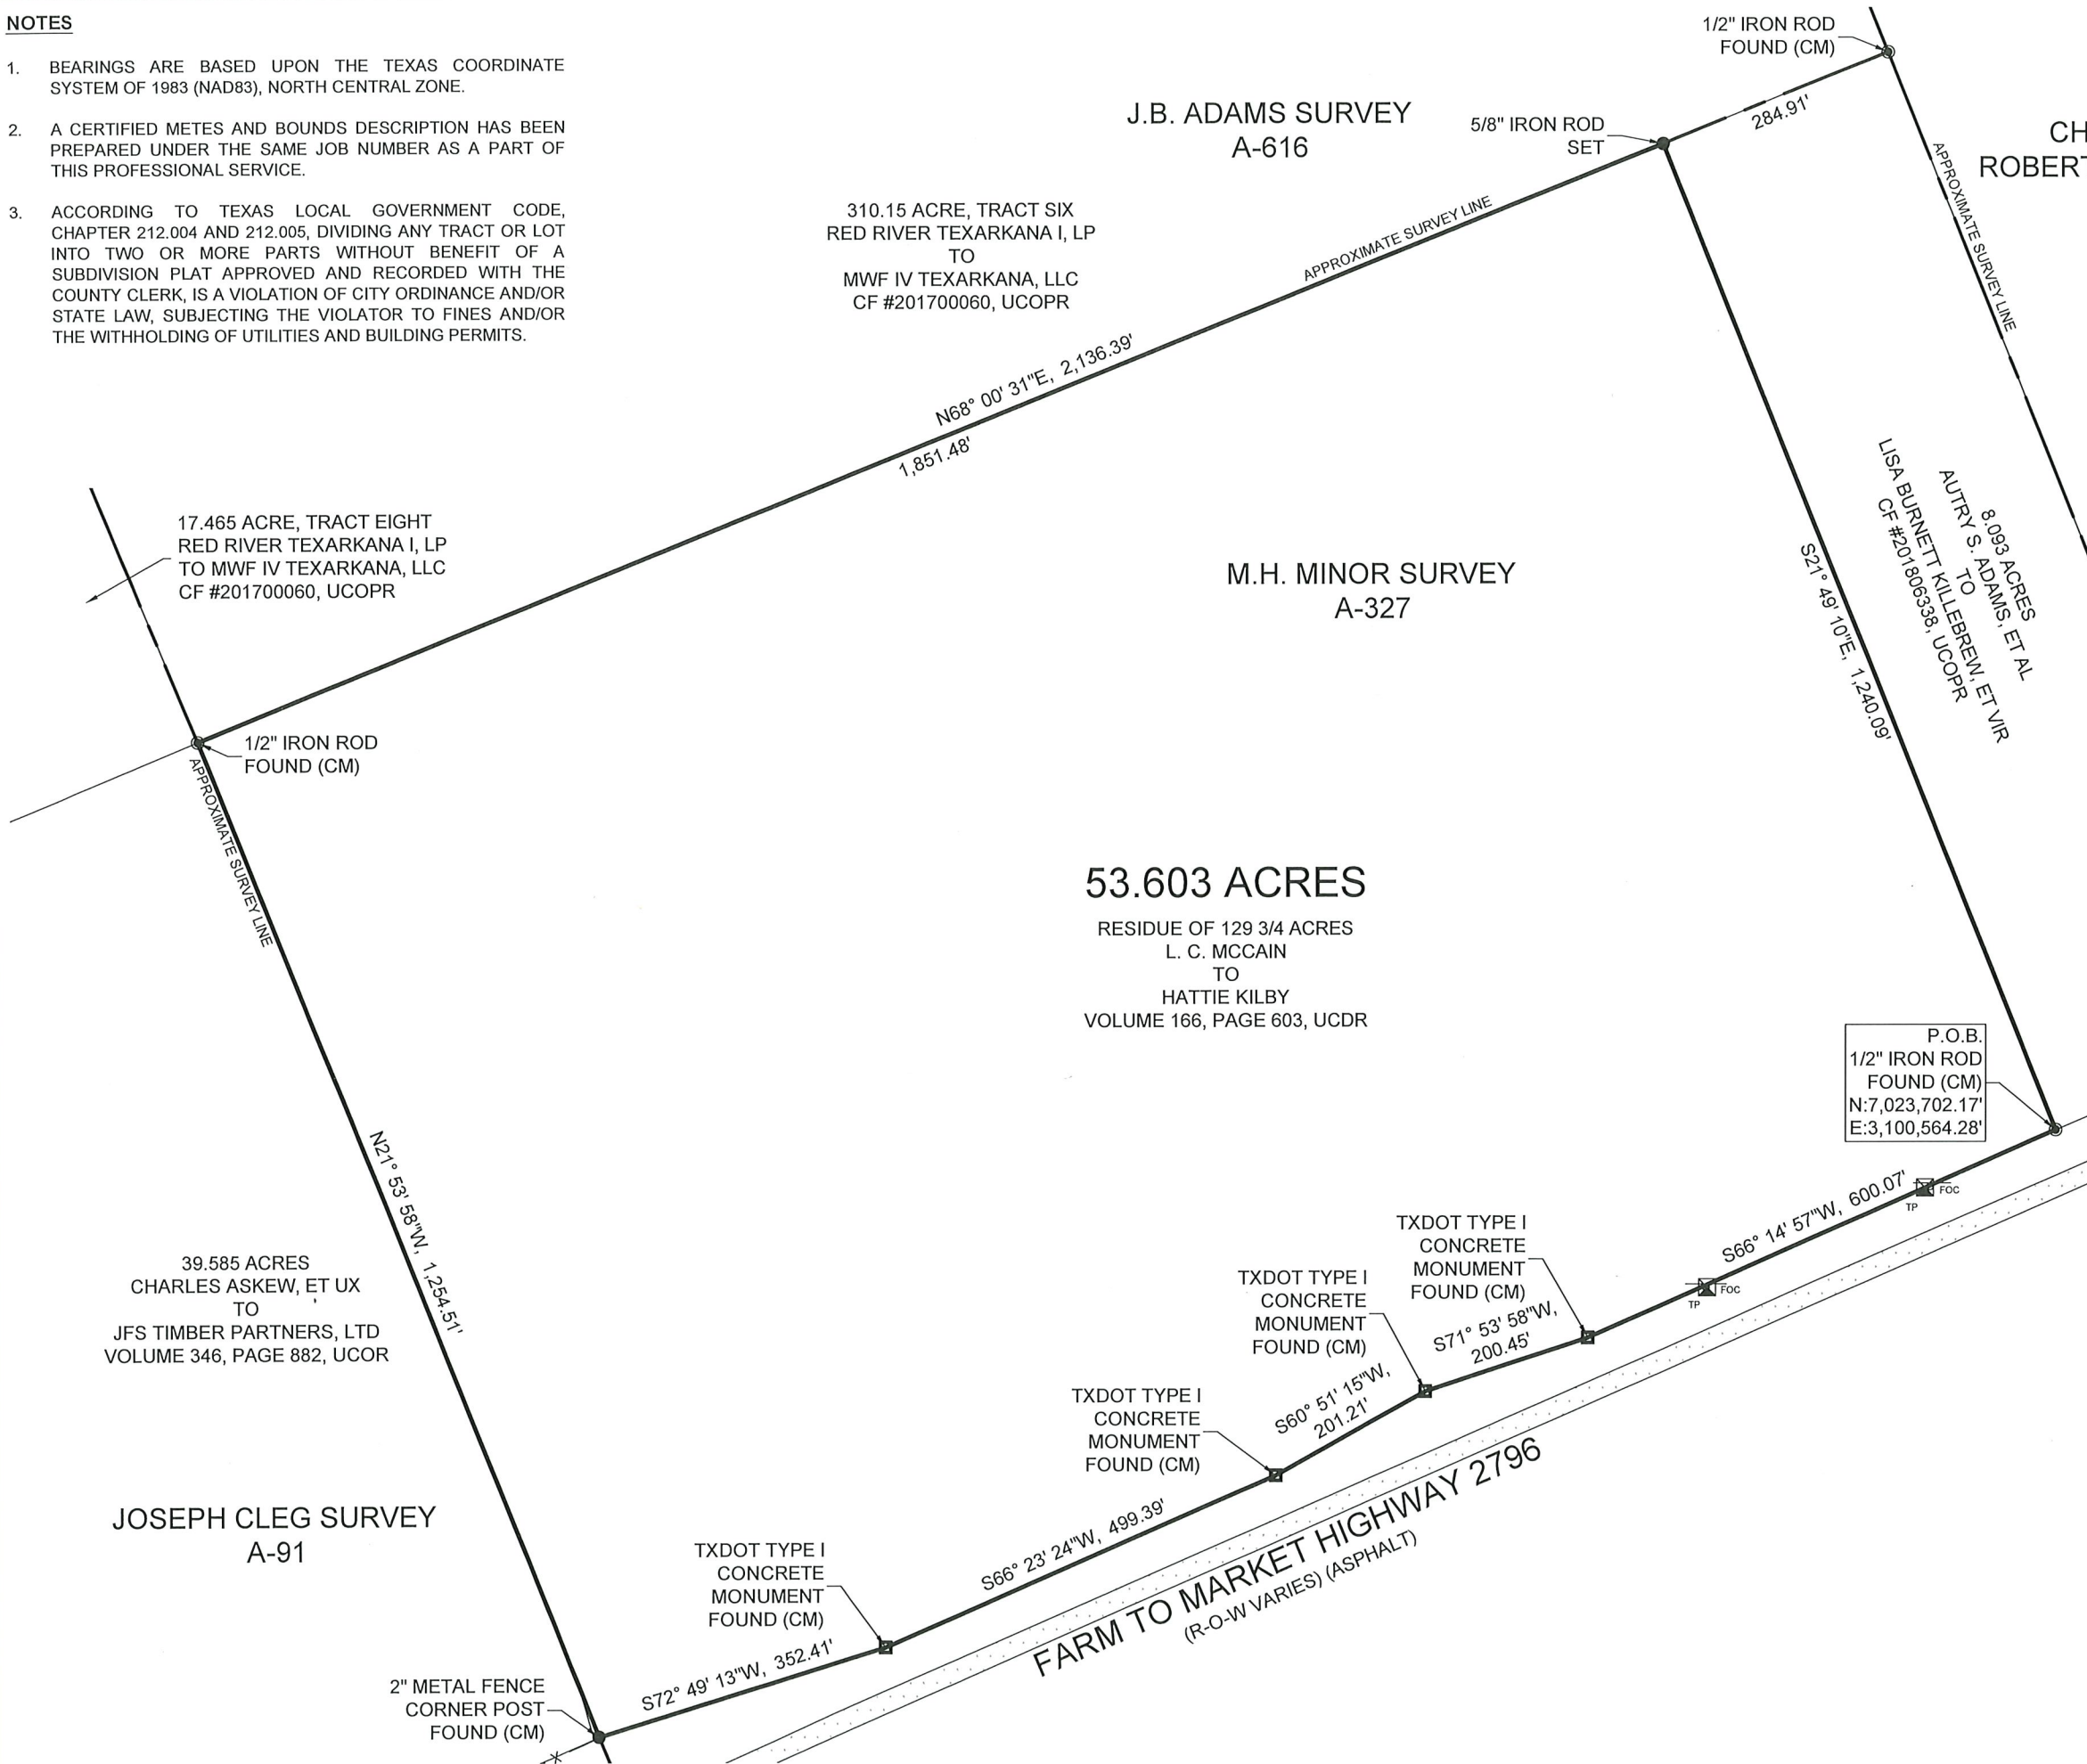 NOTES
1. BEARINGS ARE BASED UPON THE TEXAS COORDINATE
SYSTEM OF 1983 (NAD83), NORTH CENTRAL ZONE.
2. A CERTIFIED METES AND BOUNDS DESCRIPTION HAS BEEN
PREPARED UNDER THE SAME JOB NUMBER AS A PART OF
THIS PROFESSIONAL SERVICE.
3. ACCORDING TO TEXAS LOCAL GOVERNMENT CODE,
CHAPTER 212.004 AND 212.005, DIVIDING ANY TRACT OR LOT
INTO TWO OR MORE PARTS WITHOUT BENEFIT OF A
SUBDIVISION PLAT APPROVED AND RECORDED WITH THE
COUNTY CLERK, IS A VIOLATION OF CITY ORDINANCE AND/OR
STATE LAW, SUBJECTING THE VIOLATOR TO FINES AND/OR
THE WITHHOLDING OF UTILITIES AND BUILDING PERMITS.
1/2" IRON ROD
FOUND (CM)
J.B. ADAMS SURVEY
A-616
5/8" IRON ROD
SET
284.91'
CH
ROBERT
APPROXIMATE SURVEY LINE
310.15 ACRE, TRACT SIX
RED RIVER TEXARKANA I, LP
TO
MWF IV TEXARKANA, LLC
CF #201700060, UCOPR
APPROXIMATE SURVEY LINE
N68° 00' 31"E, 2,136.39'
1,851.48'
17.465 ACRE, TRACT EIGHT
RED RIVER TEXARKANA I, LP
TO MWF IV TEXARKANA, LLC
CF #201700060, UCOPR
M.H. MINOR SURVEY
A-327
S21° 49' 10"E, 1,240.09'
8.093 ACRES
AUTRY S. ADAMS, ET AL
TO
LISA BURNETT KILLEBREW, ET VIR
CF #201806338, UCOPR
1/2" IRON ROD
FOUND (CM)
APPROXIMATE SURVEY LINE
53.603 ACRES
RESIDUE OF 129 3/4 ACRES
L. C. MCCAIN
TO
HATTIE KILBY
VOLUME 166, PAGE 603, UCDR
P.O.B.
1/2" IRON ROD
FOUND (CM)
N:7,023,702.17'
E:3,100,564.28'
N21° 53' 58"W, 1,254.51'
S66° 14' 57"W, 600.07'
FOC
TP
FOC
TP
TXDOT TYPE I
CONCRETE
MONUMENT
FOUND (CM)
S71° 53' 58"W,
200.45'
TXDOT TYPE I
CONCRETE
MONUMENT
FOUND (CM)
S60° 51' 15"W,
201.21'
39.585 ACRES
CHARLES ASKEW, ET UX
TO
JFS TIMBER PARTNERS, LTD
VOLUME 346, PAGE 882, UCOR
TXDOT TYPE I
CONCRETE
MONUMENT
FOUND (CM)
S66° 23' 24"W, 499.39'
FARM TO MARKET HIGHWAY 2796
(R-O-W VARIES) (ASPHALT)
JOSEPH CLEG SURVEY
A-91
TXDOT TYPE I
CONCRETE
MONUMENT
FOUND (CM)
S72° 49' 13"W, 352.41'
2" METAL FENCE
CORNER POST
FOUND (CM)